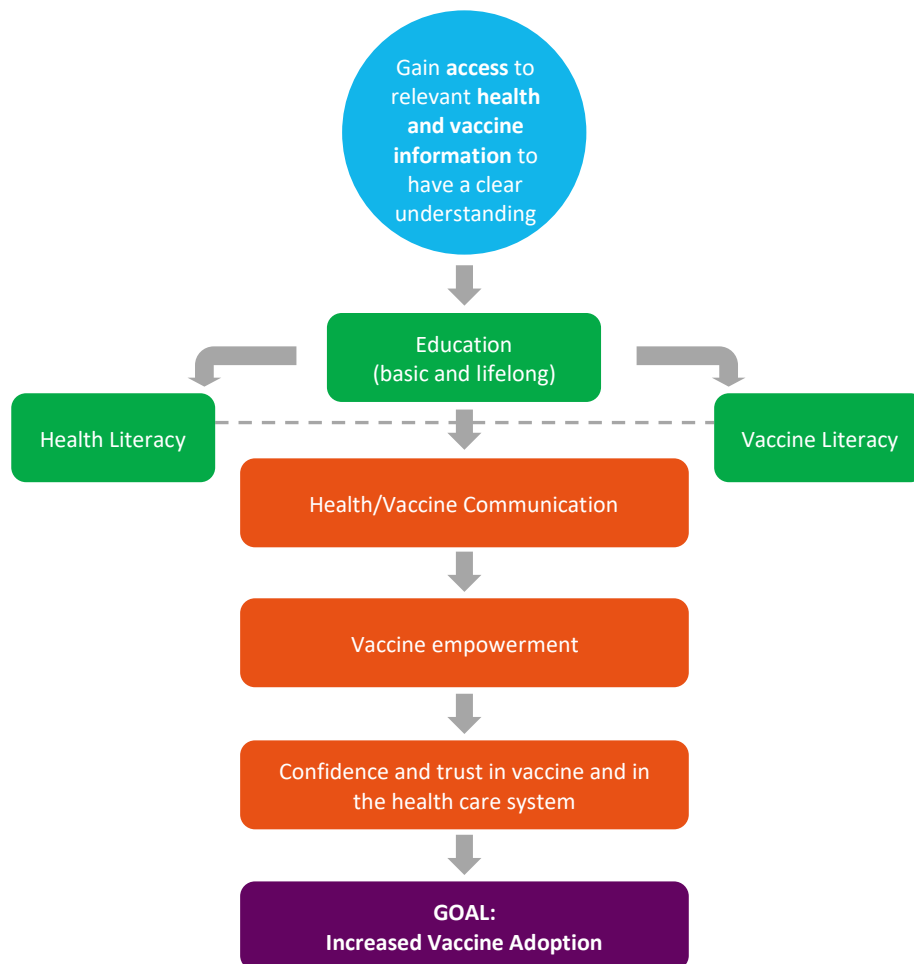 Gain access to
relevant health
and vaccine
information to
have a clear
understanding
Education
(basic and lifelong)
Health Literacy
Vaccine Literacy
Health/Vaccine Communication
Vaccine empowerment
Confidence and trust in vaccine and in
the health care system
GOAL:
Increased Vaccine Adoption